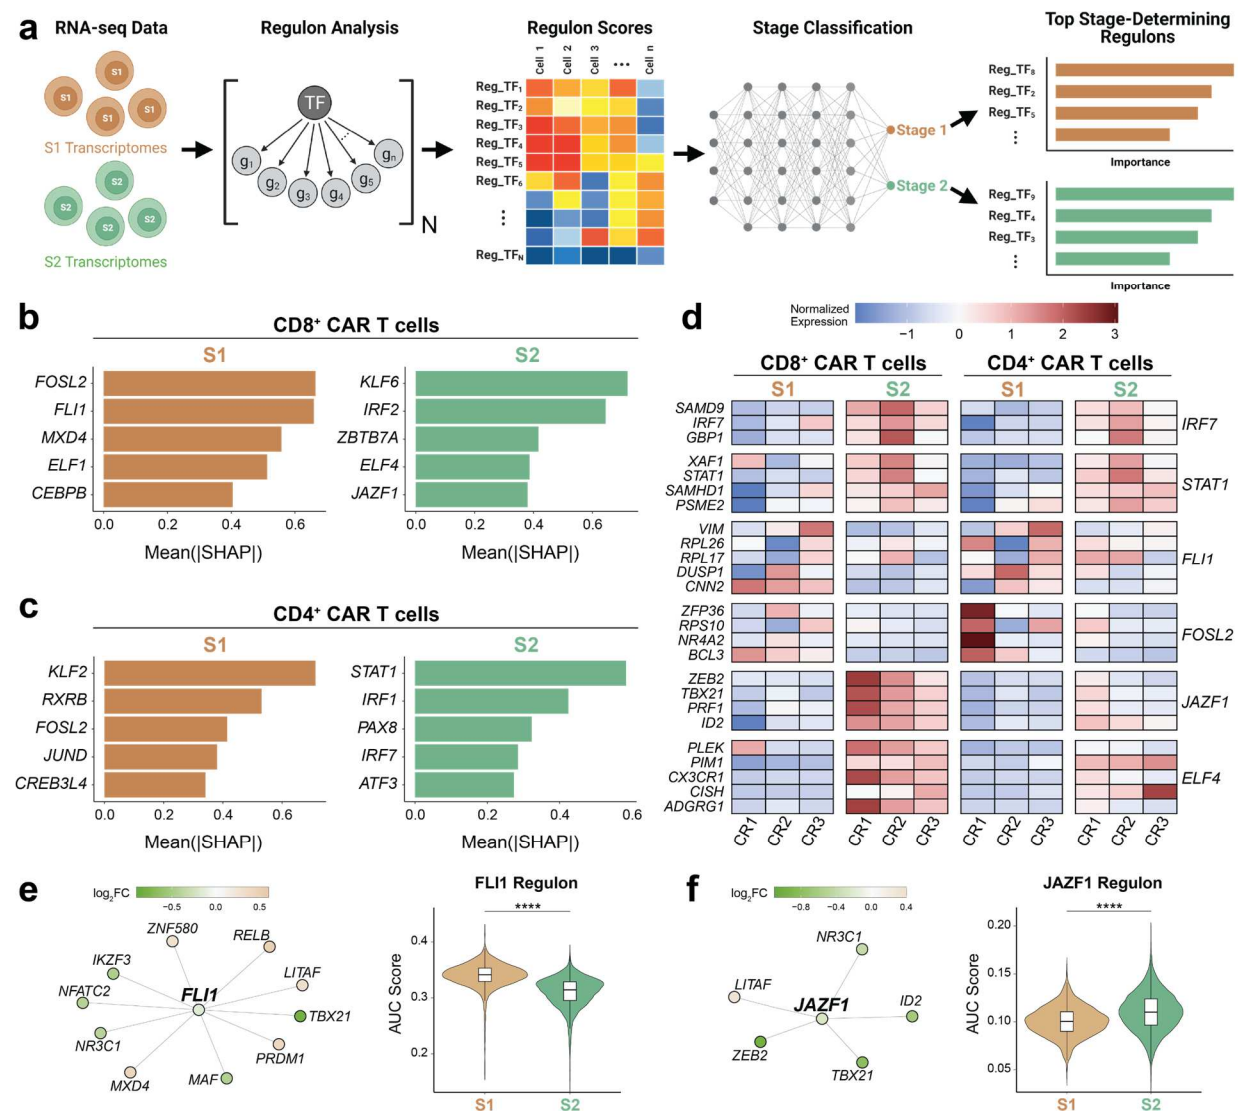 a
RNA-seq Data
Regulon Analysis
Regulon Scores
Stage Classification
Top Stage-Determining
Regulons
S1
S1
S1
S1
S1 Transcriptomes
S2
S2
S2
S2
S2 Transcriptomes
TF
g1
g2
g3
g4
g5
gn
N
Cell 1
Cell 2
Cell 3
...
Cell n
Reg_TF1
Reg_TF2
Reg_TF3
Reg_TF4
Reg_TF5
Reg_TF6
⋮
Reg_TFN
Stage 1
Stage 2
Reg_TF8
Reg_TF2
Reg_TF5
⋮
Importance
Reg_TF9
Reg_TF4
Reg_TF3
⋮
Importance
b
CD8+ CAR T cells
S1
FOSL2
FLI1
MXD4
ELF1
CEBPB
0.0 0.2 0.4 0.6
Mean(|SHAP|)
S2
KLF6
IRF2
ZBTB7A
ELF4
JAZF1
0.0 0.2 0.4 0.6
Mean(|SHAP|)
c
CD4+ CAR T cells
S1
KLF2
RXRB
FOSL2
JUND
CREB3L4
0.0 0.2 0.4 0.6
Mean(|SHAP|)
S2
STAT1
IRF1
PAX8
IRF7
ATF3
0.0 0.2 0.4 0.6
Mean(|SHAP|)
d
Normalized
Expression
−1 0 1 2 3
CD8+ CAR T cells CD4+ CAR T cells
S1 S2 S1 S2
SAMD9
IRF7
GBP1
IRF7
XAF1
STAT1
SAMHD1
PSME2
STAT1
VIM
RPL26
RPL17
DUSP1
CNN2
FLI1
ZFP36
RPS10
NR4A2
BCL3
FOSL2
ZEB2
TBX21
PRF1
ID2
JAZF1
PLEK
PIM1
CX3CR1
CISH
ADGRG1
ELF4
CR1 CR2 CR3 CR1 CR2 CR3 CR1 CR2 CR3 CR1 CR2 CR3
e
log2FC
−0.5 0.0 0.5
ZNF580
RELB
IKZF3
LITAF
NFATC2
FLI1
TBX21
NR3C1
PRDM1
MXD4
MAF
FLI1 Regulon
****
AUC Score
0.4
0.3
0.2
S1 S2
f
log2FC
−0.8 −0.4 0.0 0.4
NR3C1
LITAF
JAZF1
ID2
ZEB2
TBX21
JAZF1 Regulon
****
AUC Score
0.20
0.15
0.10
0.05
S1 S2